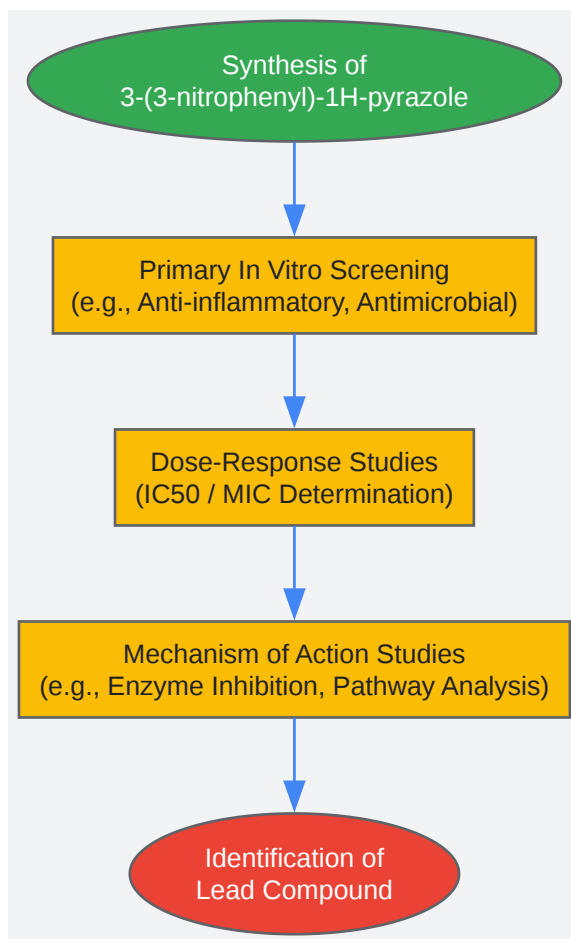 Synthesis of
3-(3-nitrophenyl)-1H-pyrazole
Primary In Vitro Screening
(e.g., Anti-inflammatory, Antimicrobial)
Dose-Response Studies
(IC50 / MIC Determination)
Mechanism of Action Studies
(e.g., Enzyme Inhibition, Pathway Analysis)
Identification of
Lead Compound